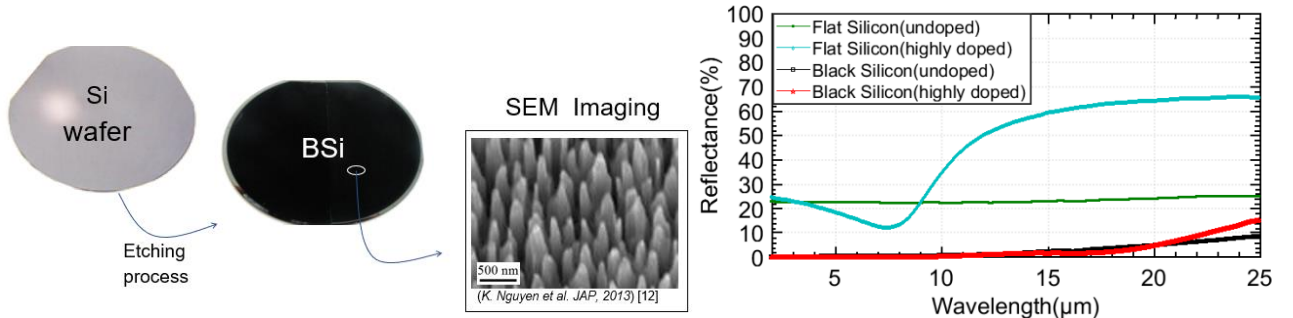 Si
wafer
Etching
process
BSi
SEM Imaging
500 nm
(K. Nguyen et al. JAP, 2013) [12]
Reflectance(%)
100
90
80
70
60
50
40
30
20
10
0
Flat Silicon(undoped)
Flat Silicon(highly doped)
Black Silicon(undoped)
Black Silicon(highly doped)
5
10
15
20
25
Wavelength(μm)